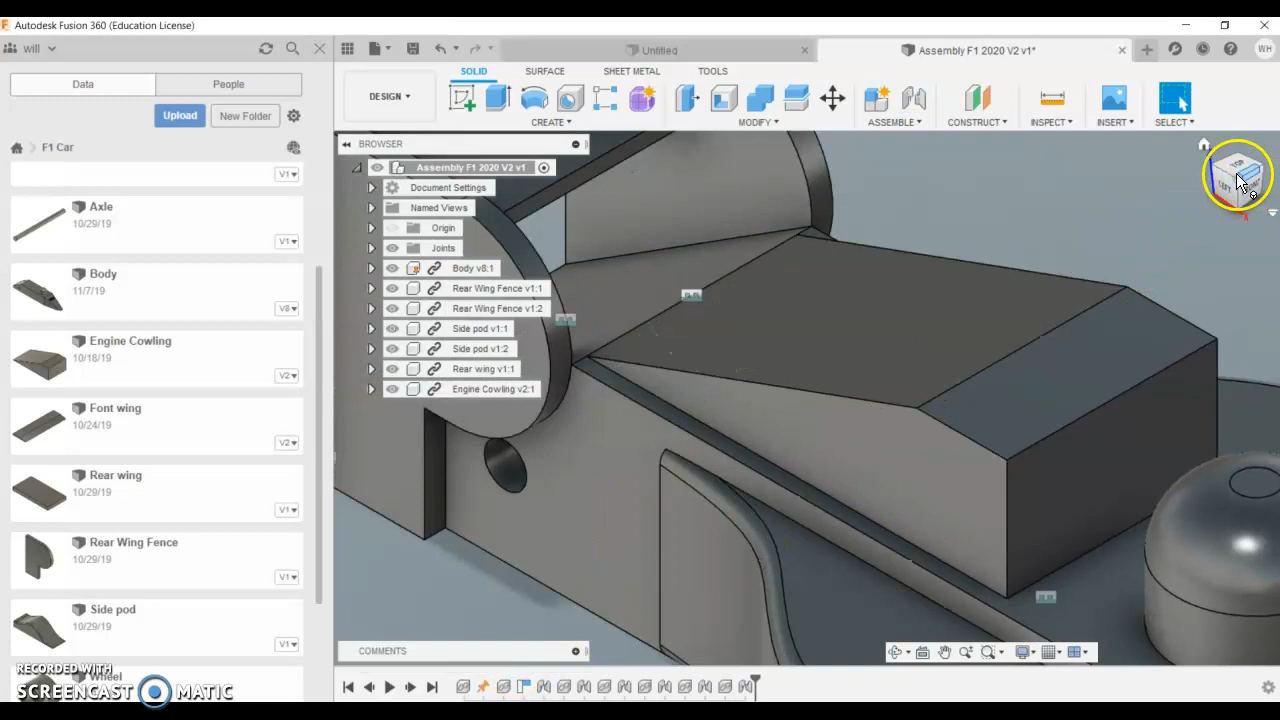 Autodesk Fusion 360 (Education License)
will
Untitled
Assembly F1 2020 V2 v1*
WH
Data
People
SOLID
SURFACE
SHEET METAL
TOOLS
DESIGN
CREATE
MODIFY
ASSEMBLE
CONSTRUCT
INSPECT
INSERT
SELECT
Upload
New Folder
F1 Car
BROWSER
Assembly F1 2020 V2 v1
Document Settings
Named Views
Origin
Joints
Body v8:1
Rear Wing Fence v1:1
Rear Wing Fence v1:2
Side pod v1:1
Side pod v1:2
Rear wing v1:1
Engine Cowling v2:1
TOP
LEFT
V1
Axle
10/29/19
V1
Body
11/7/19
V8
Engine Cowling
10/18/19
V2
Font wing
10/24/19
V2
Rear wing
10/29/19
V1
Rear Wing Fence
10/29/19
V1
Side pod
10/29/19
V1
Wheel
COMMENTS
RECORDED WITH
SCREENCAST MATIC